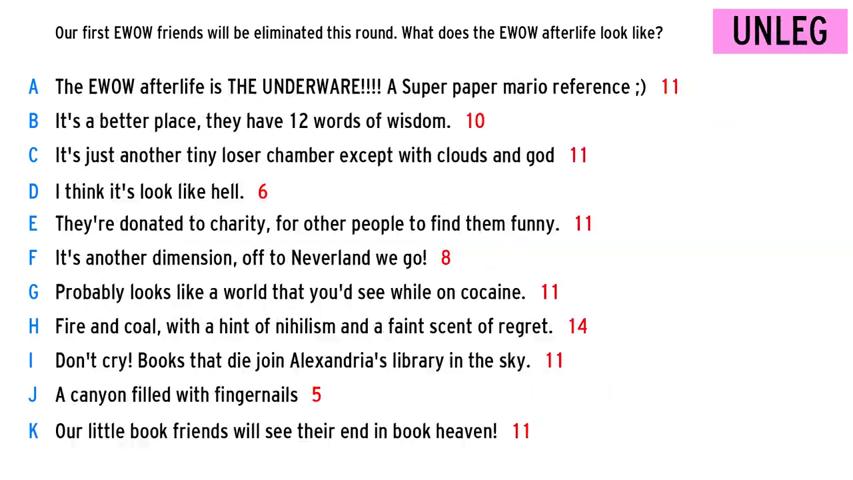 Our first EWOW friends will be eliminated this round. What does the EWOW afterlife look like?
UNLEG
A The EWOW afterlife is THE UNDERWARE!!!! A Super paper mario reference ;) 11
B It's a better place, they have 12 words of wisdom. 10
C It's just another tiny loser chamber except with clouds and god 11
D I think it's look like hell. 6
E They're donated to charity, for other people to find them funny. 11
F It's another dimension, off to Neverland we go! 8
G Probably looks like a world that you'd see while on cocaine. 11
H Fire and coal, with a hint of nihilism and a faint scent of regret. 14
I Don't cry! Books that die join Alexandria's library in the sky. 11
J A canyon filled with fingernails 5
K Our little book friends will see their end in book heaven! 11